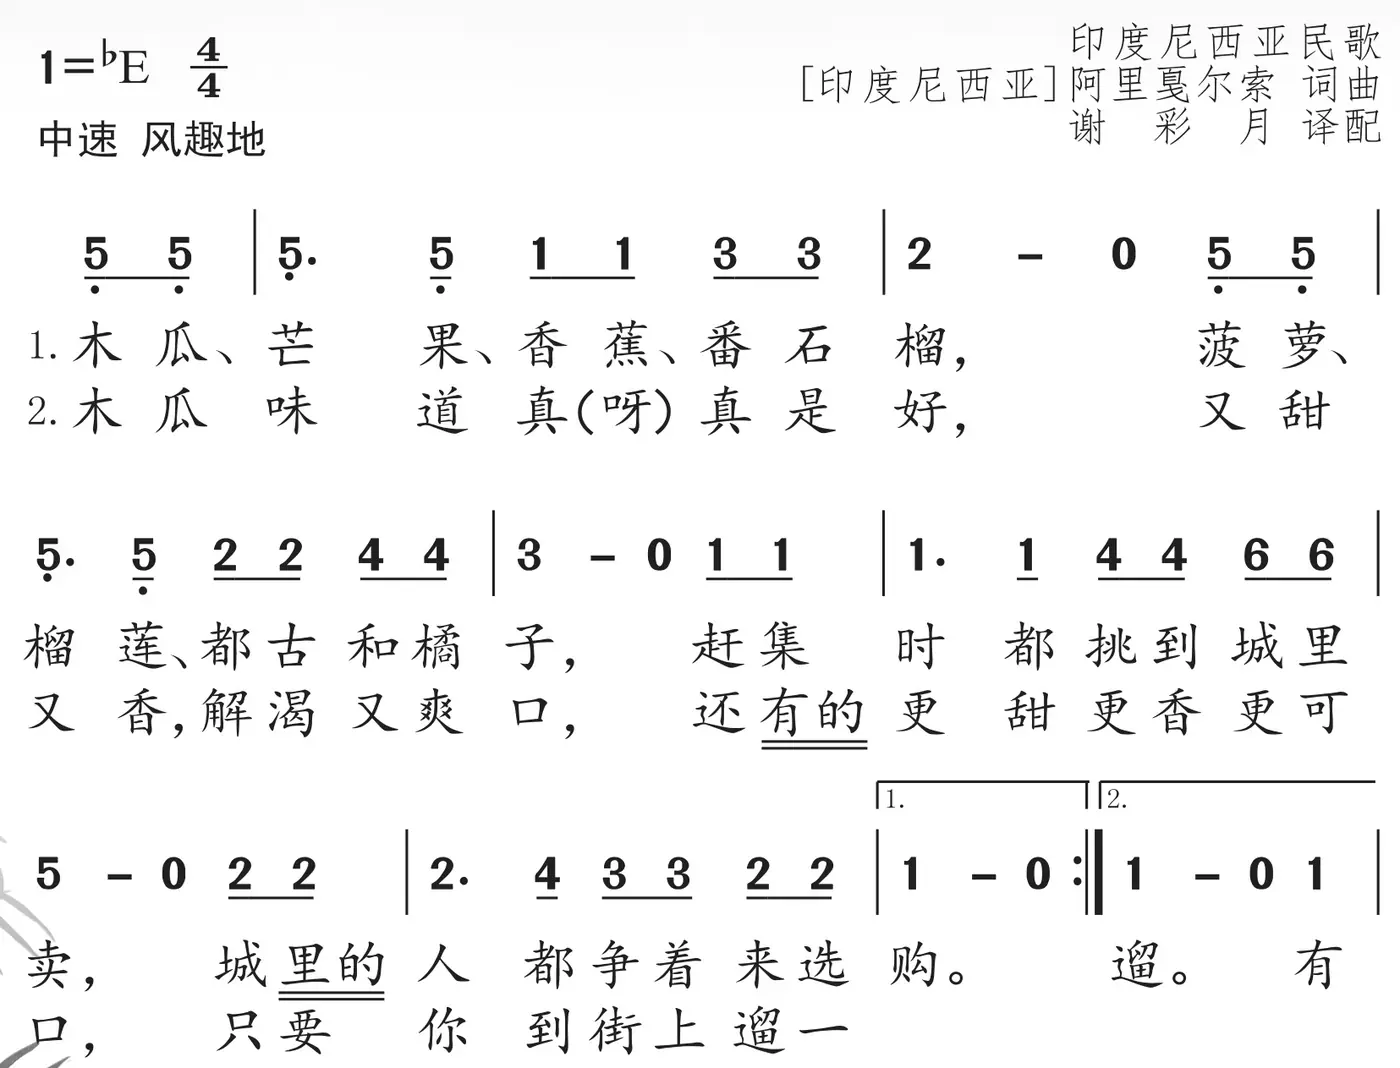 1=♭E 4/4
印度尼西亚民歌
[印度尼西亚]阿里戛尔索 词曲
中速 风趣地
谢彩月 译配
5 5 | 5. 5 1 1 3 3 | 2 – 0 5 5 |
1. 木瓜、芒果、香蕉、番石榴，菠萝、
2. 木瓜味道真(呀)真是好，又甜
5. 5 2 2 4 4 | 3 – 0 1 1 | 1. 1 4 4 6 6 |
榴莲、都古和橘子，赶集时都挑到城里
又香，解渴又爽口，还有的更甜更香更可
1. 2.
5 – 0 2 2 | 2. 4 3 3 2 2 | 1 – 0 :| 1 – 0 1 |
卖，城里的人都争着来选购。遛。有
口，只要你到街上遛一